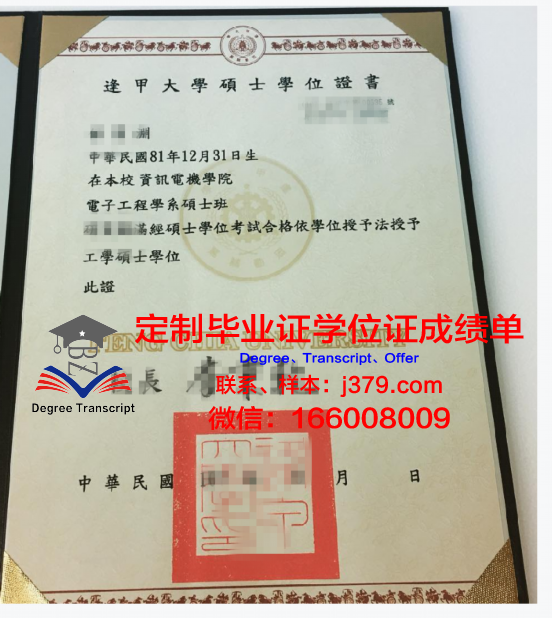 逢甲大學碩士學位證書
號
中華民國81年12月31日生
在本校 資訊電機學院
電子工程學系碩士班
經碩士學位考試合格依學位授予法授予
工學碩士學位
此證
FENG CHIA UNIVERSITY
定制毕业证学位证成绩单
Degree、Transcript、Offer
BZ
長
联系、样本：j379.com
Degree Transcript
微信：166008009
中華民國 月 日